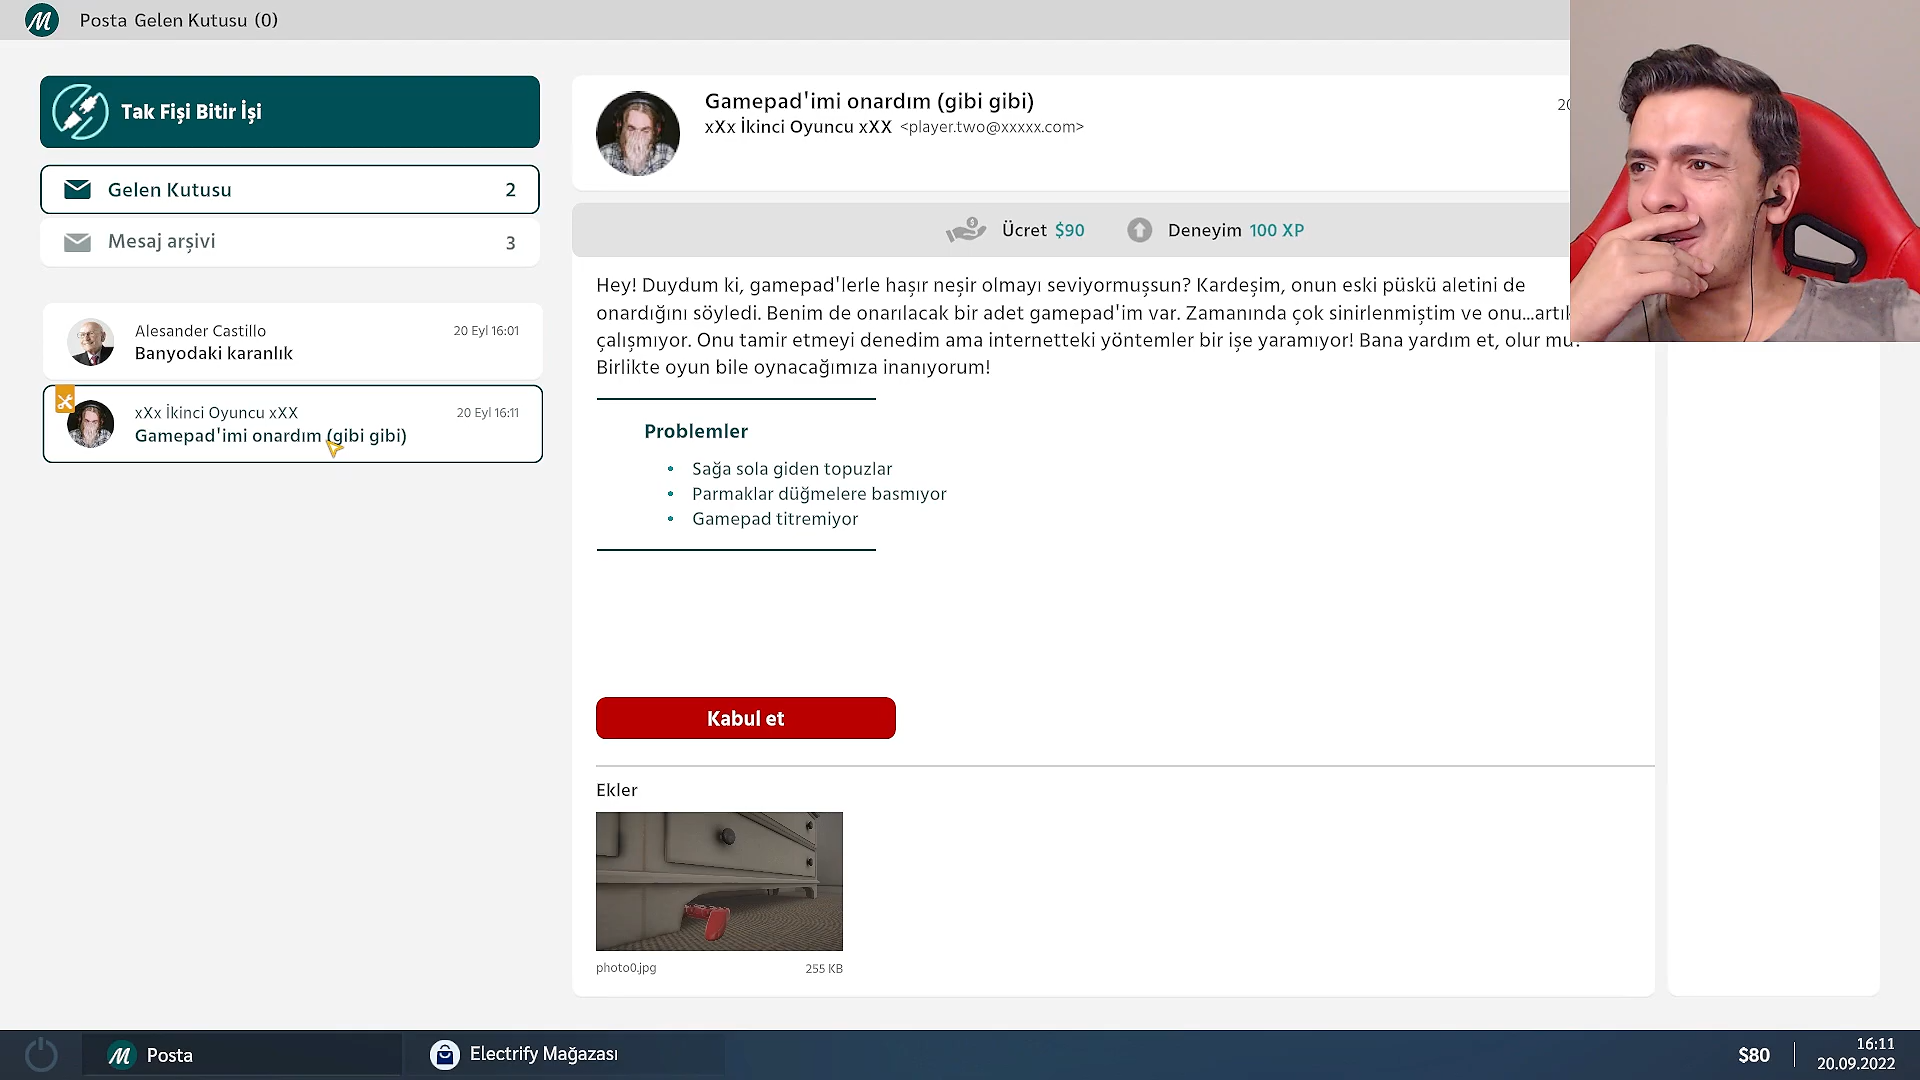 Posta Gelen Kutusu (0)
Tak Fişi Bitir İşi
Gelen Kutusu 2
Mesaj arşivi 3
Alesander Castillo 20 Eyl 16:01
Banyodaki karanlık
xXx İkinci Oyuncu xXX 20 Eyl 16:11
Gamepad'imi onardım (gibi gibi)
Gamepad'imi onardım (gibi gibi)
xXx İkinci Oyuncu xXX <player.two@xxxxx.com>
Ücret $90 Deneyim 100 XP
Hey! Duydum ki, gamepad'lerle haşır neşir olmayı seviyormuşsun? Kardeşim, onun eski püskü aletini de
onardığını söyledi. Benim de onarılacak bir adet gamepad'im var. Zamanında çok sinirlenmiştim ve onu...artık
çalışmıyor. Onu tamir etmeyi denedim ama internetteki yöntemler bir işe yaramıyor! Bana yardım et, olur mu?
Birlikte oyun bile oynacağımıza inanıyorum!
Problemler
• Sağa sola giden topuzlar
• Parmaklar düğmelere basmıyor
• Gamepad titremiyor
Kabul et
Ekler
photo0.jpg 255 KB
Posta
Electrify Mağazası
$80
16:11
20.09.2022